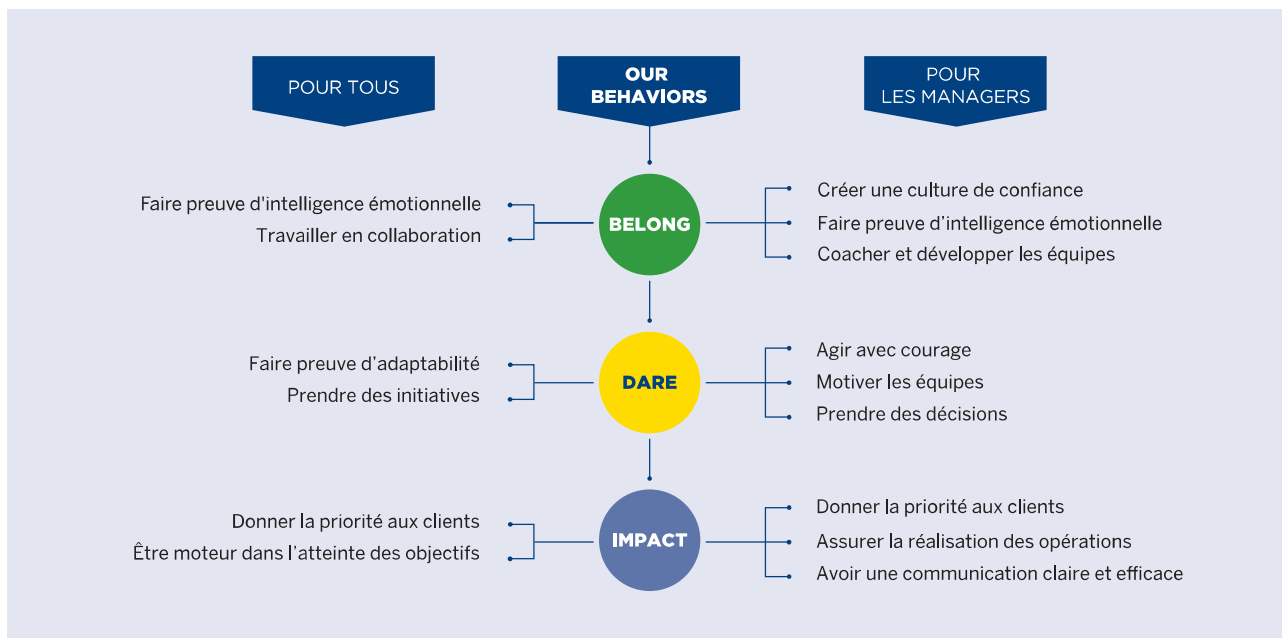 POUR TOUS
OUR
BEHAVIORS
POUR
LES MANAGERS
Faire preuve d'intelligence émotionnelle
Travailler en collaboration
BELONG
Créer une culture de confiance
Faire preuve d’intelligence émotionnelle
Coacher et développer les équipes
Faire preuve d’adaptabilité
Prendre des initiatives
DARE
Agir avec courage
Motiver les équipes
Prendre des décisions
Donner la priorité aux clients
Être moteur dans l’atteinte des objectifs
IMPACT
Donner la priorité aux clients
Assurer la réalisation des opérations
Avoir une communication claire et efficace